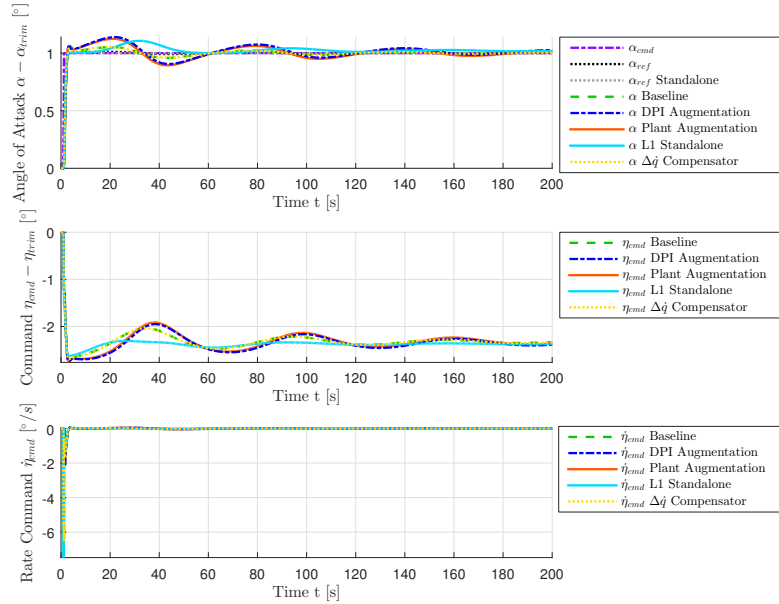 Angle of Attack α − α_trim [°]
1
0.5
0
0 20 40 60 80 100 120 140 160 180 200
Time t [s]
α_cmd
α_ref
α_ref Standalone
α Baseline
α DPI Augmentation
α Plant Augmentation
α L1 Standalone
α Δq̇ Compensator
Command η_cmd − η_trim [°]
0
-1
-2
0 20 40 60 80 100 120 140 160 180 200
Time t [s]
η_cmd Baseline
η_cmd DPI Augmentation
η_cmd Plant Augmentation
η_cmd L1 Standalone
η_cmd Δq̇ Compensator
Rate Command η̇_cmd [°/s]
0
-2
-4
-6
0 20 40 60 80 100 120 140 160 180 200
Time t [s]
η̇_cmd Baseline
η̇_cmd DPI Augmentation
η̇_cmd Plant Augmentation
η̇_cmd L1 Standalone
η̇_cmd Δq̇ Compensator